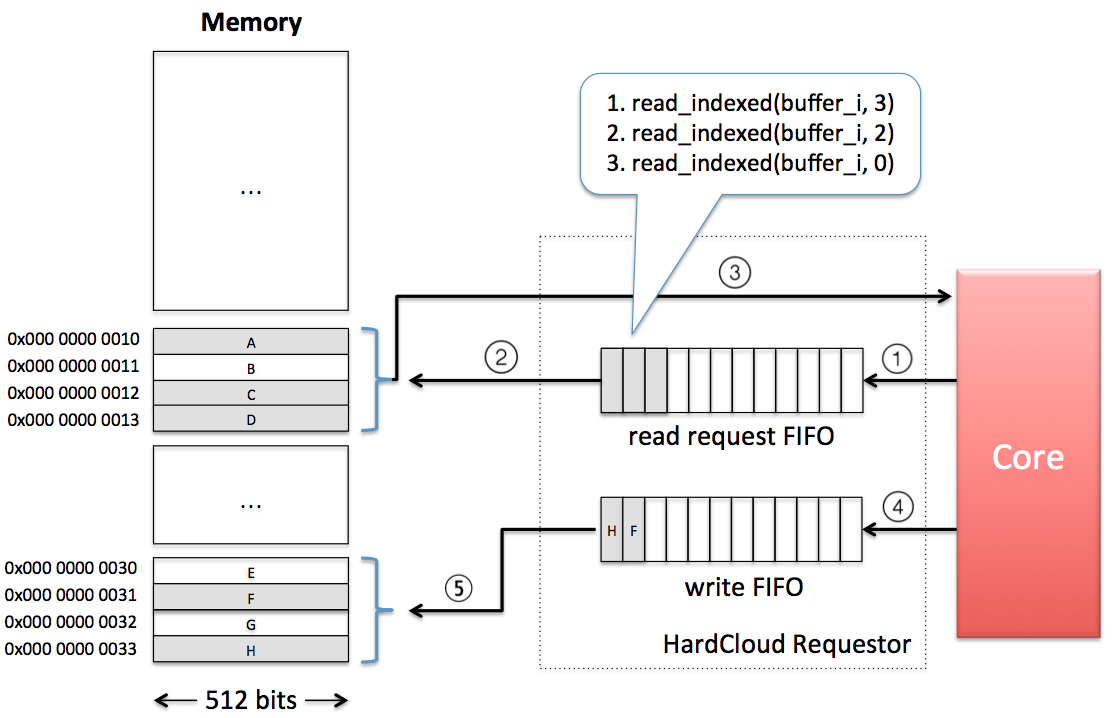 Memory
1. read_indexed(buffer_i, 3)
2. read_indexed(buffer_i, 2)
3. read_indexed(buffer_i, 0)
...
3
0x000 0000 0010 A
0x000 0000 0011 B
0x000 0000 0012 C
0x000 0000 0013 D
2
1
read request FIFO
Core
...
H F
4
write FIFO
0x000 0000 0030 E
0x000 0000 0031 F
0x000 0000 0032 G
0x000 0000 0033 H
5
HardCloud Requestor
512 bits